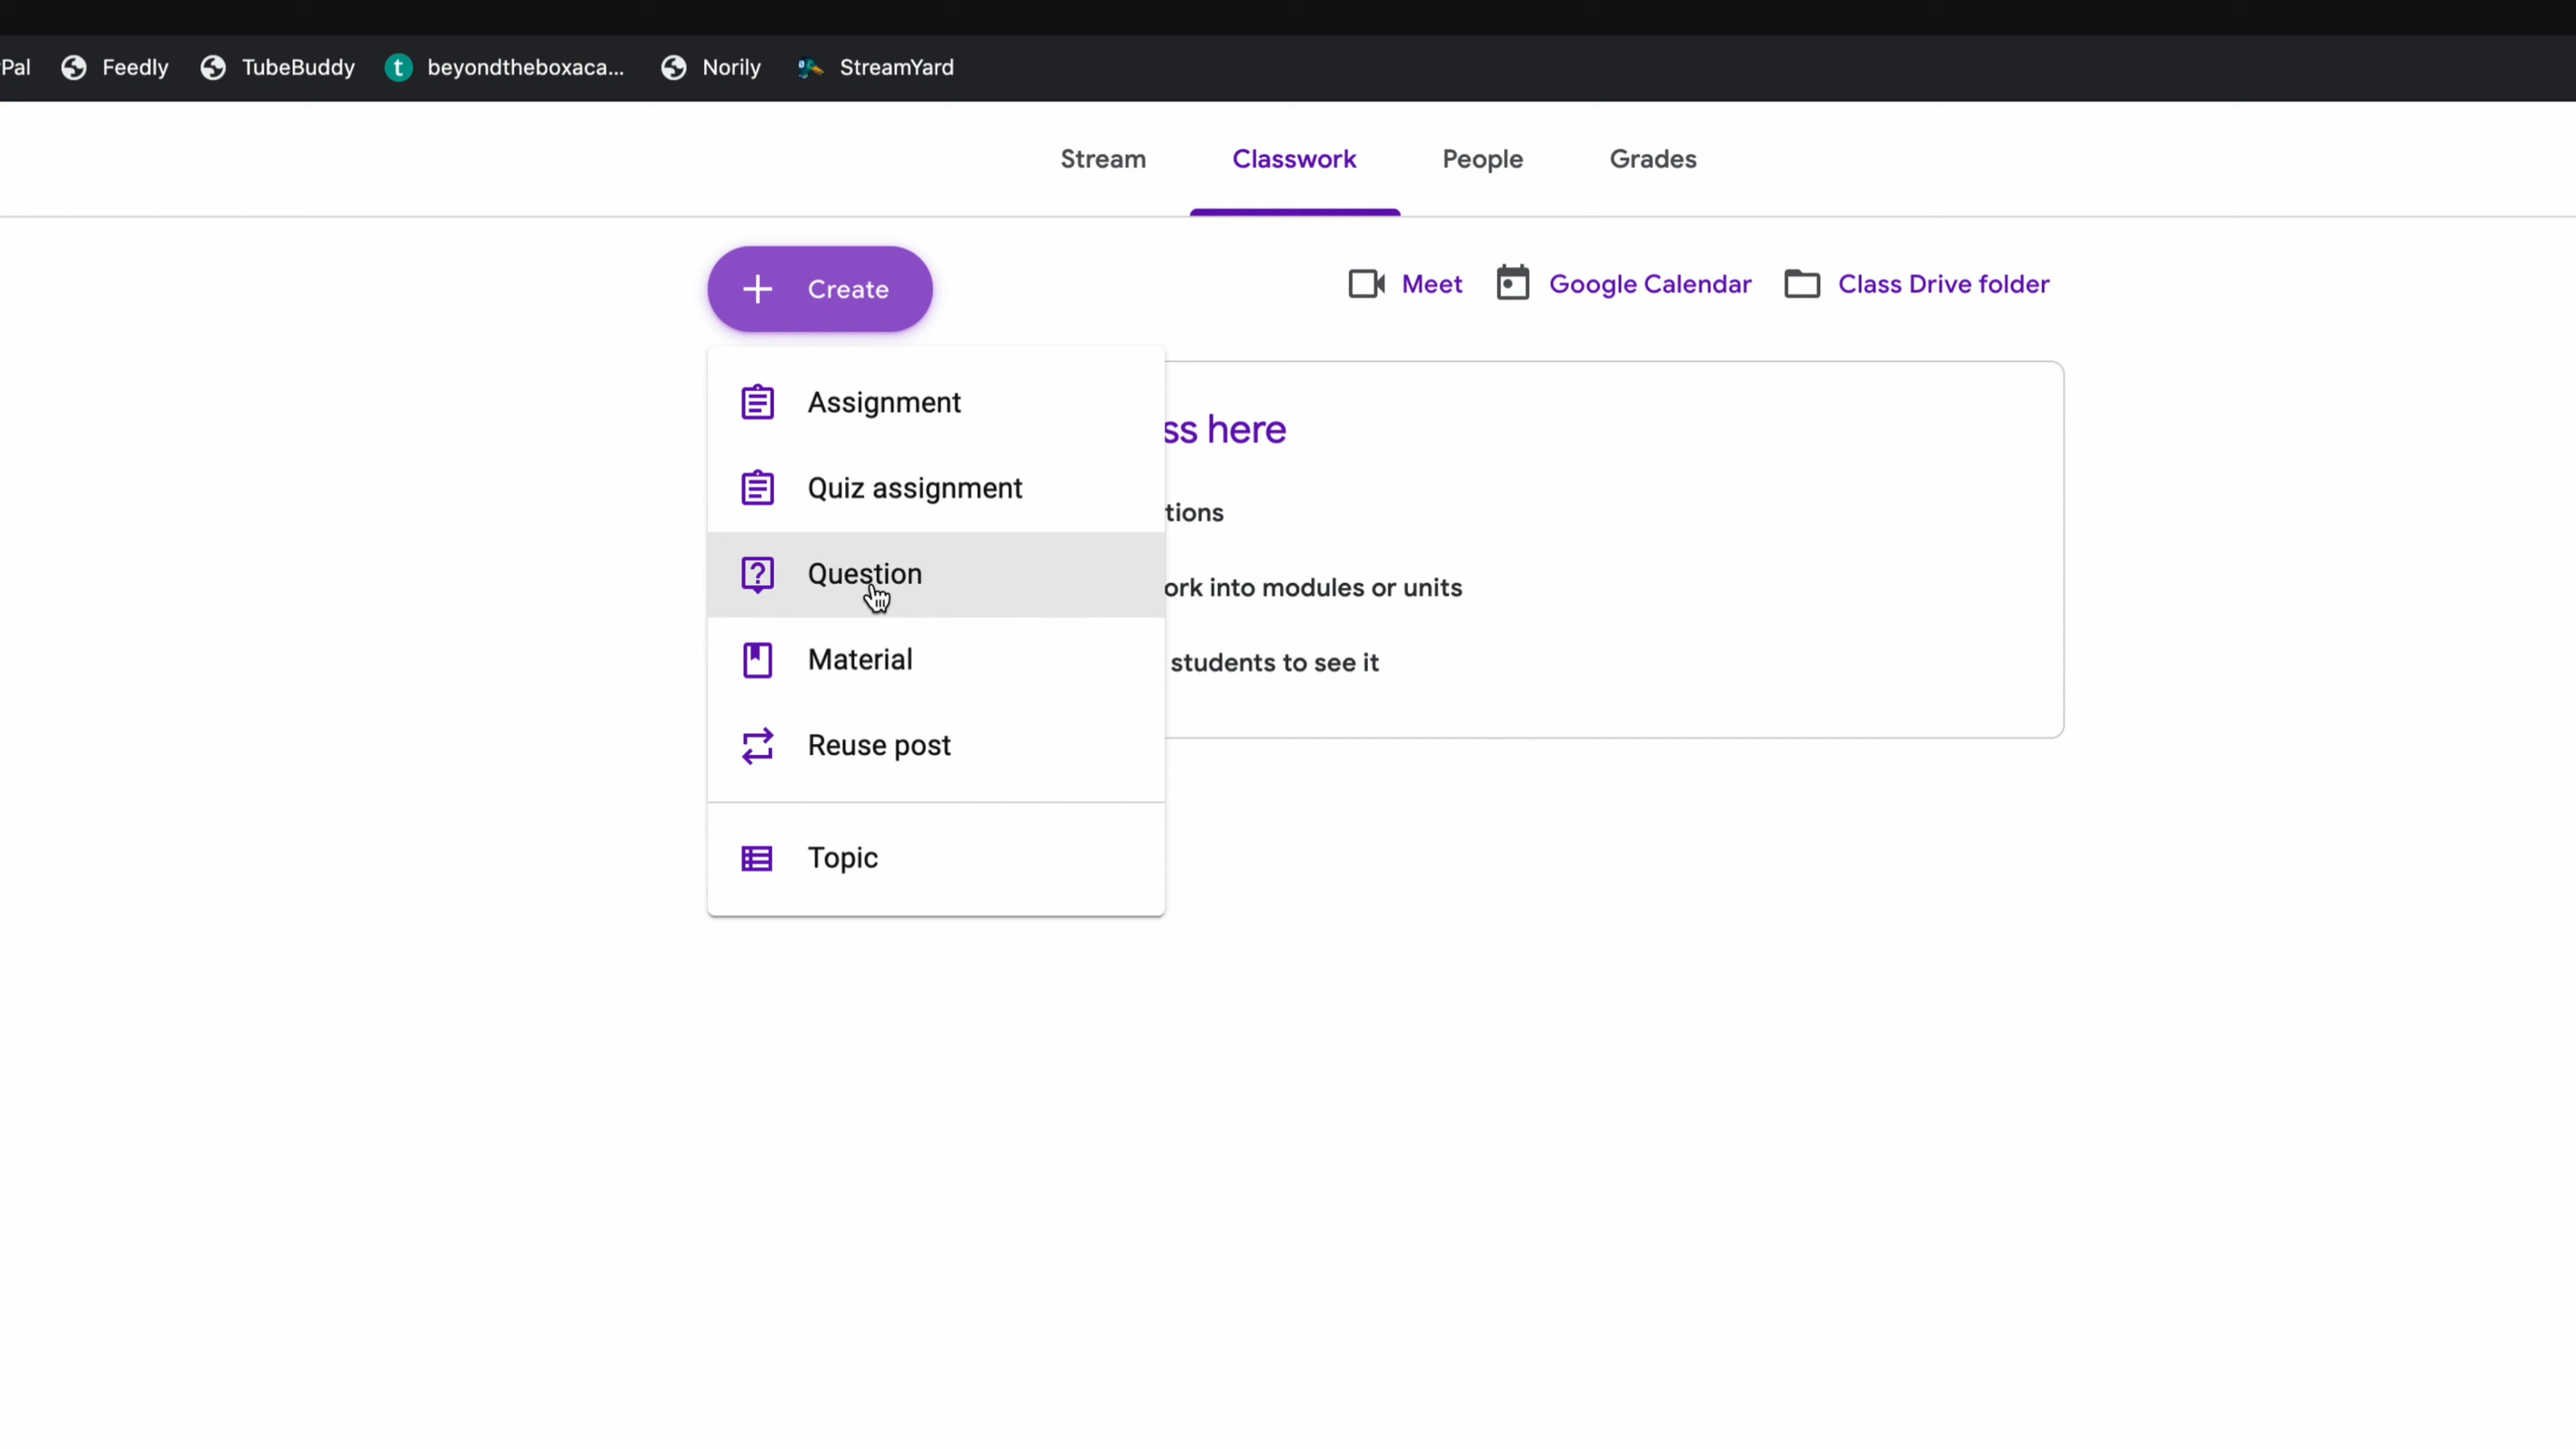 Pal Feedly TubeBuddy beyondtheboxaca... Norily StreamYard
Stream Classwork People Grades
Create
Meet Google Calendar Class Drive folder
Assignment
Quiz assignment
Question
Material
Reuse post
Topic
ss here
tions
ork into modules or units
students to see it